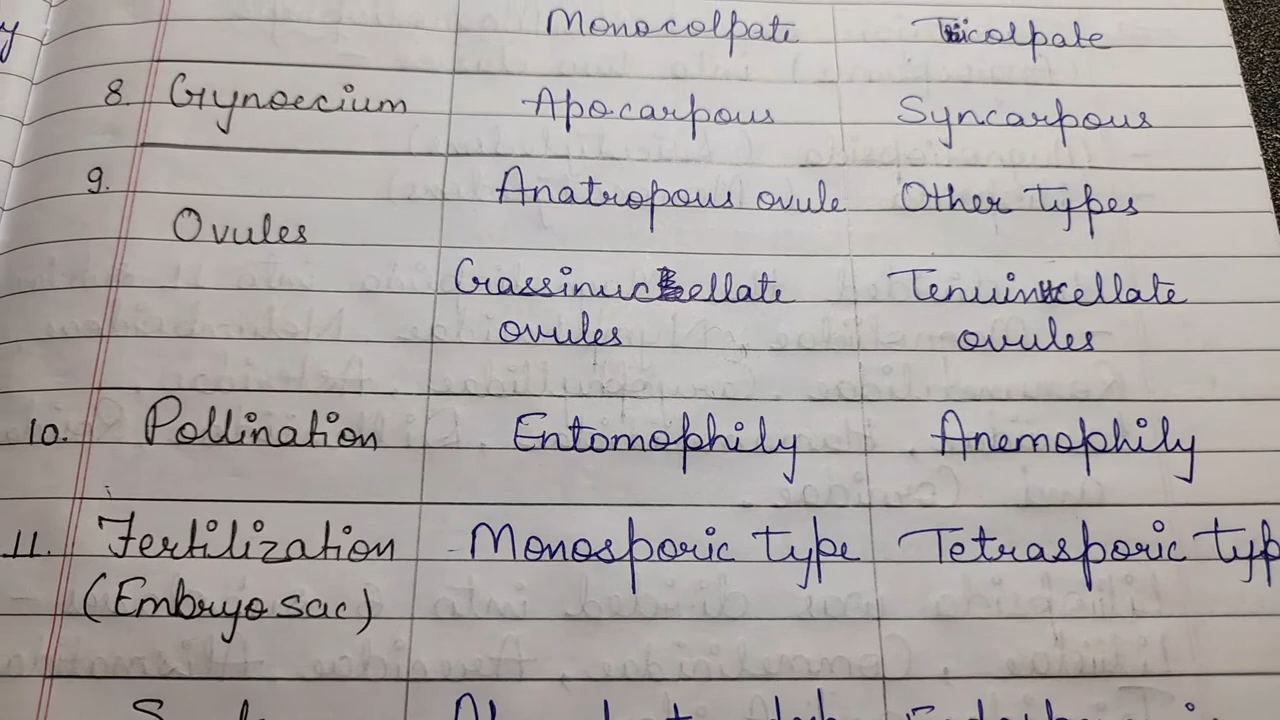 Monocolpate Tricolpate
8. Gynoecium Apocarpous Syncarpous
9. Anatropous ovule Other types
Ovules
Crassinucellate Tenuinucellate
ovules ovules
10. Pollination Entomophily Anemophily
11. Fertilization Monosporic type Tetrasporic typ
(Embryo sac)